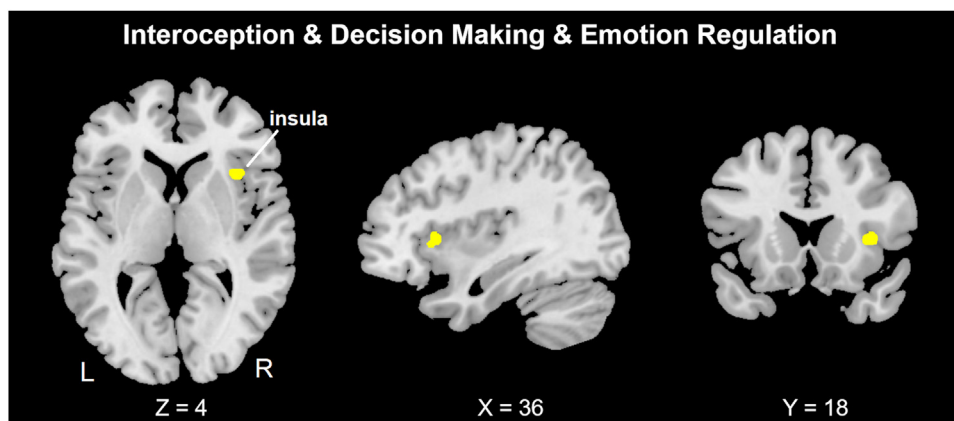 Interoception & Decision Making & Emotion Regulation
insula
L
R
Z = 4
X = 36
Y = 18